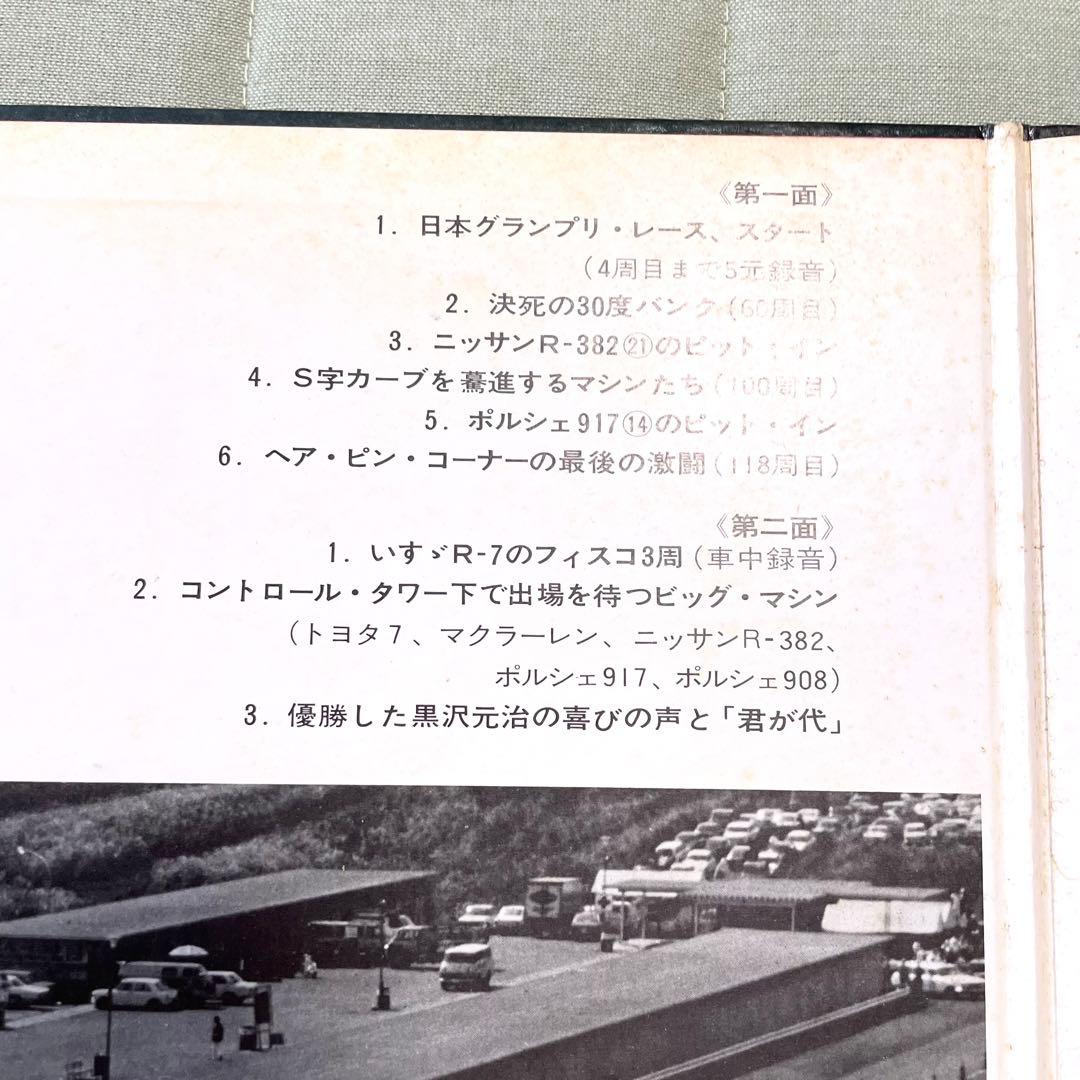 《第一面》
1. 日本グランプリ・レース、スタート
(4周目まで5元録音)
2. 決死の30度バンク(60周目)
3. ニッサンR-382㉑のピット・イン
4. S字カーブを驀進するマシンたち(100周目)
5. ポルシェ917⑭のピット・イン
6. ヘア・ピン・コーナーの最後の激闘(118周目)
《第二面》
1. いすゞR-7のフィスコ3周(車中録音)
2. コントロール・タワー下で出場を待つビッグ・マシン
(トヨタ7、マクラーレン、ニッサンR-382、
ポルシェ917、ポルシェ908)
3. 優勝した黒沢元治の喜びの声と「君が代」